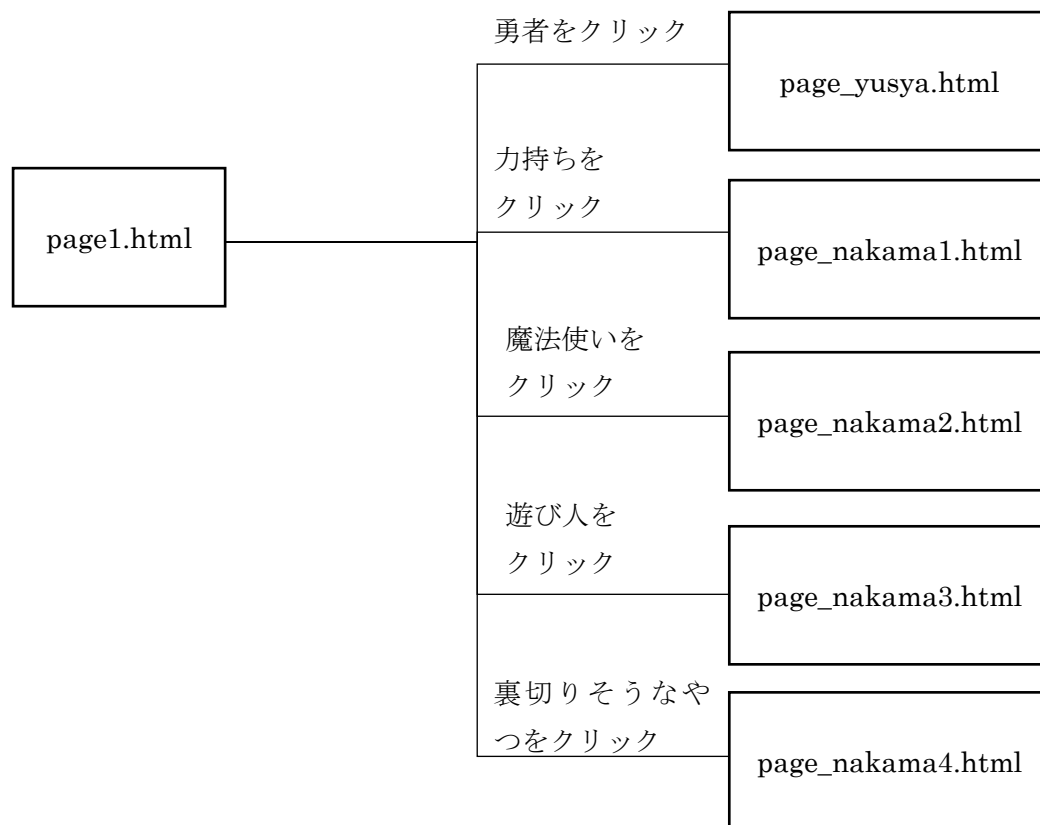 勇者をクリック
page_yusya.html
力持ちを
クリック
page1.html
page_nakama1.html
魔法使いを
クリック
page_nakama2.html
遊び人を
クリック
page_nakama3.html
裏切りそうなや
つをクリック
page_nakama4.html